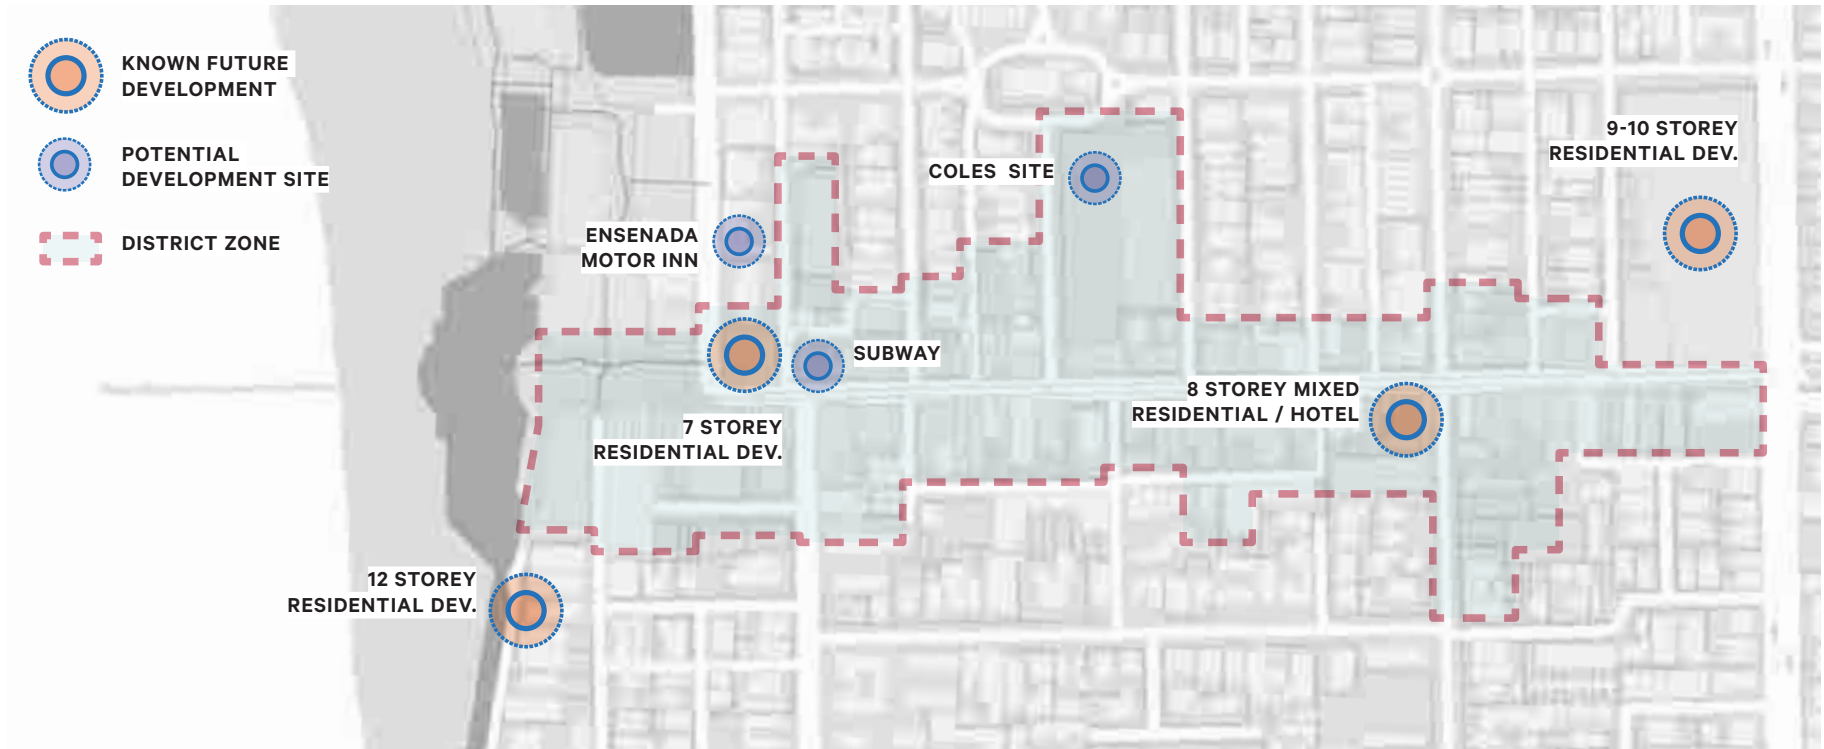 KNOWN FUTURE
DEVELOPMENT
POTENTIAL
DEVELOPMENT SITE
DISTRICT ZONE
9-10 STOREY
RESIDENTIAL DEV.
COLES SITE
ENSENADA
MOTOR INN
SUBWAY
8 STOREY MIXED
RESIDENTIAL / HOTEL
7 STOREY
RESIDENTIAL DEV.
12 STOREY
RESIDENTIAL DEV.